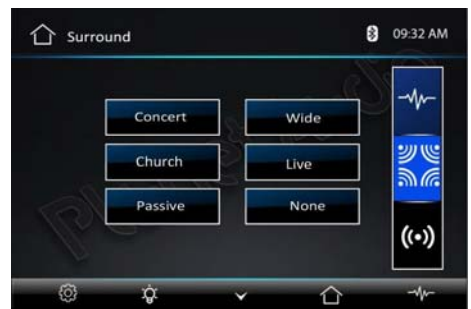 Surround
09:32 AM
Concert
Wide
Church
Live
Passive
None